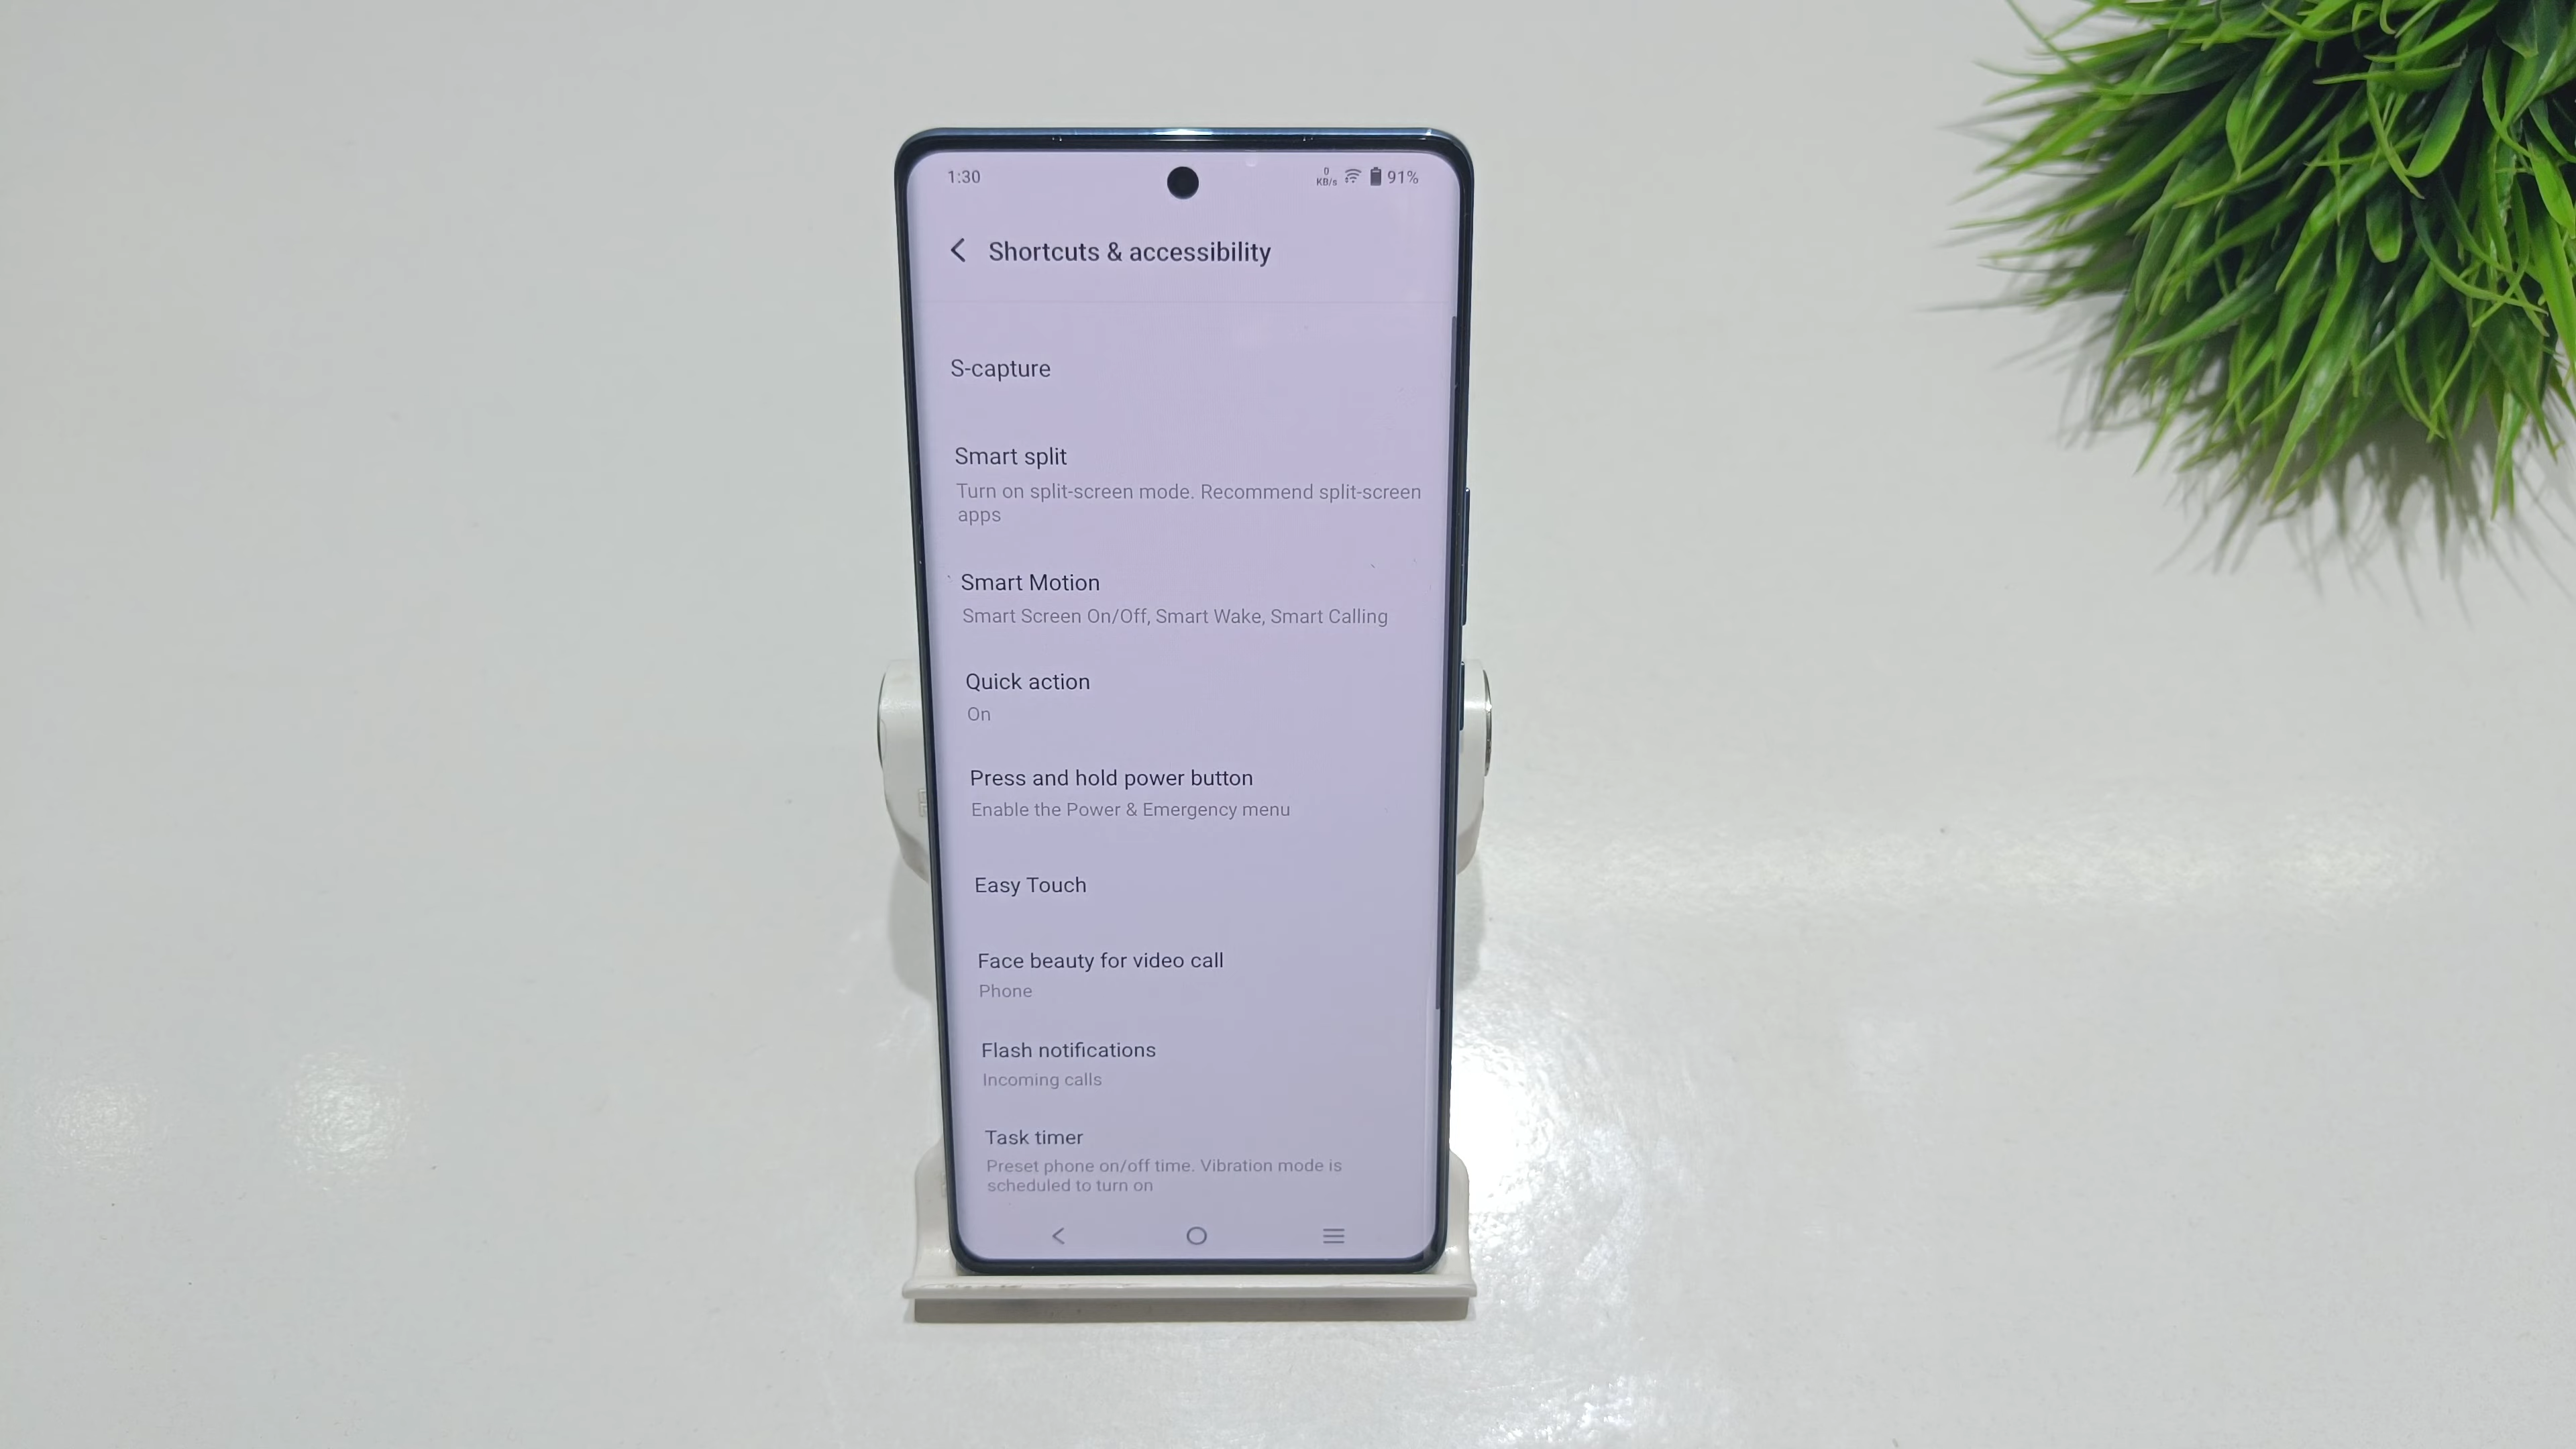 1:30
0
KB/s
91%
Shortcuts & accessibility
S-capture
Smart split
Turn on split-screen mode. Recommend split-screen
apps
Smart Motion
Smart Screen On/Off, Smart Wake, Smart Calling
Quick action
On
Press and hold power button
Enable the Power & Emergency menu
Easy Touch
Face beauty for video call
Phone
Flash notifications
Incoming calls
Task timer
Preset phone on/off time. Vibration mode is
scheduled to turn on